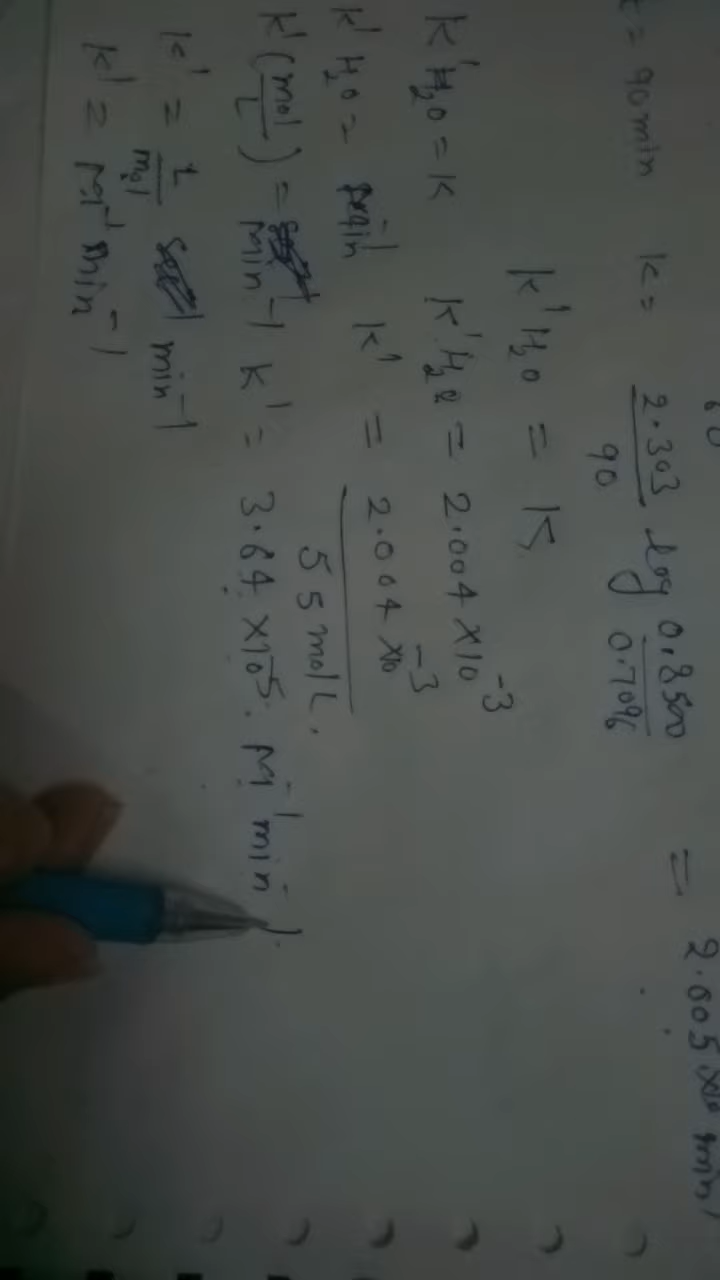 t = 90 min K = 2.303/90 log 0.8500/0.7096 = 2.005 × min⁻¹
K' H₂O = K
K' H₂O = K
K' H₂O = 2.004 × 10⁻³
K' H₂O = min⁻¹
K' = 2.004 × 10⁻³ / 55 mol L
K' (mol/L) = min⁻¹
K' = 3.64 × 10⁻⁵ M⁻¹ min⁻¹
K' = L/mol min⁻¹
K' = M⁻¹ min⁻¹